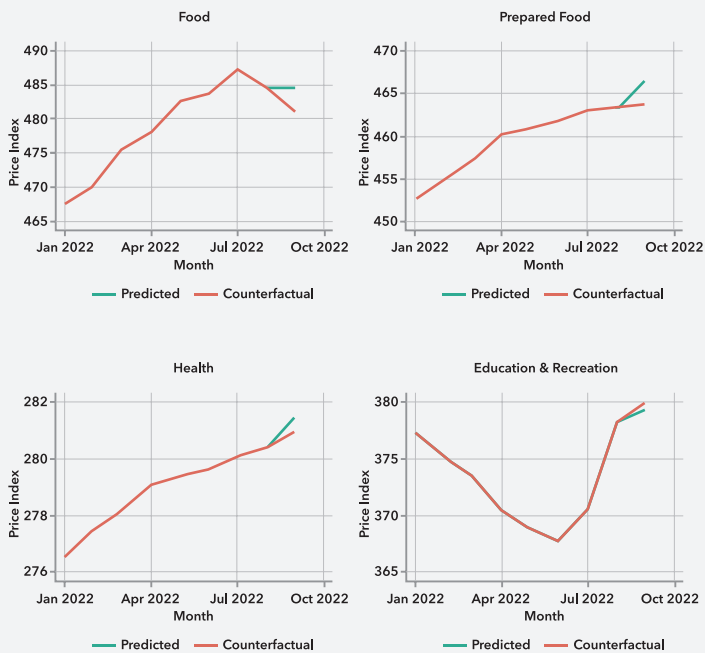 Food
Price Index
490
485
480
475
470
465
Jan 2022 Apr 2022 Jul 2022 Oct 2022
Month
Predicted Counterfactual
Prepared Food
Price Index
470
465
460
455
450
Jan 2022 Apr 2022 Jul 2022 Oct 2022
Month
Predicted Counterfactual
Health
Price Index
282
280
278
276
Jan 2022 Apr 2022 Jul 2022 Oct 2022
Month
Predicted Counterfactual
Education & Recreation
Price Index
380
375
370
365
Jan 2022 Apr 2022 Jul 2022 Oct 2022
Month
Predicted Counterfactual